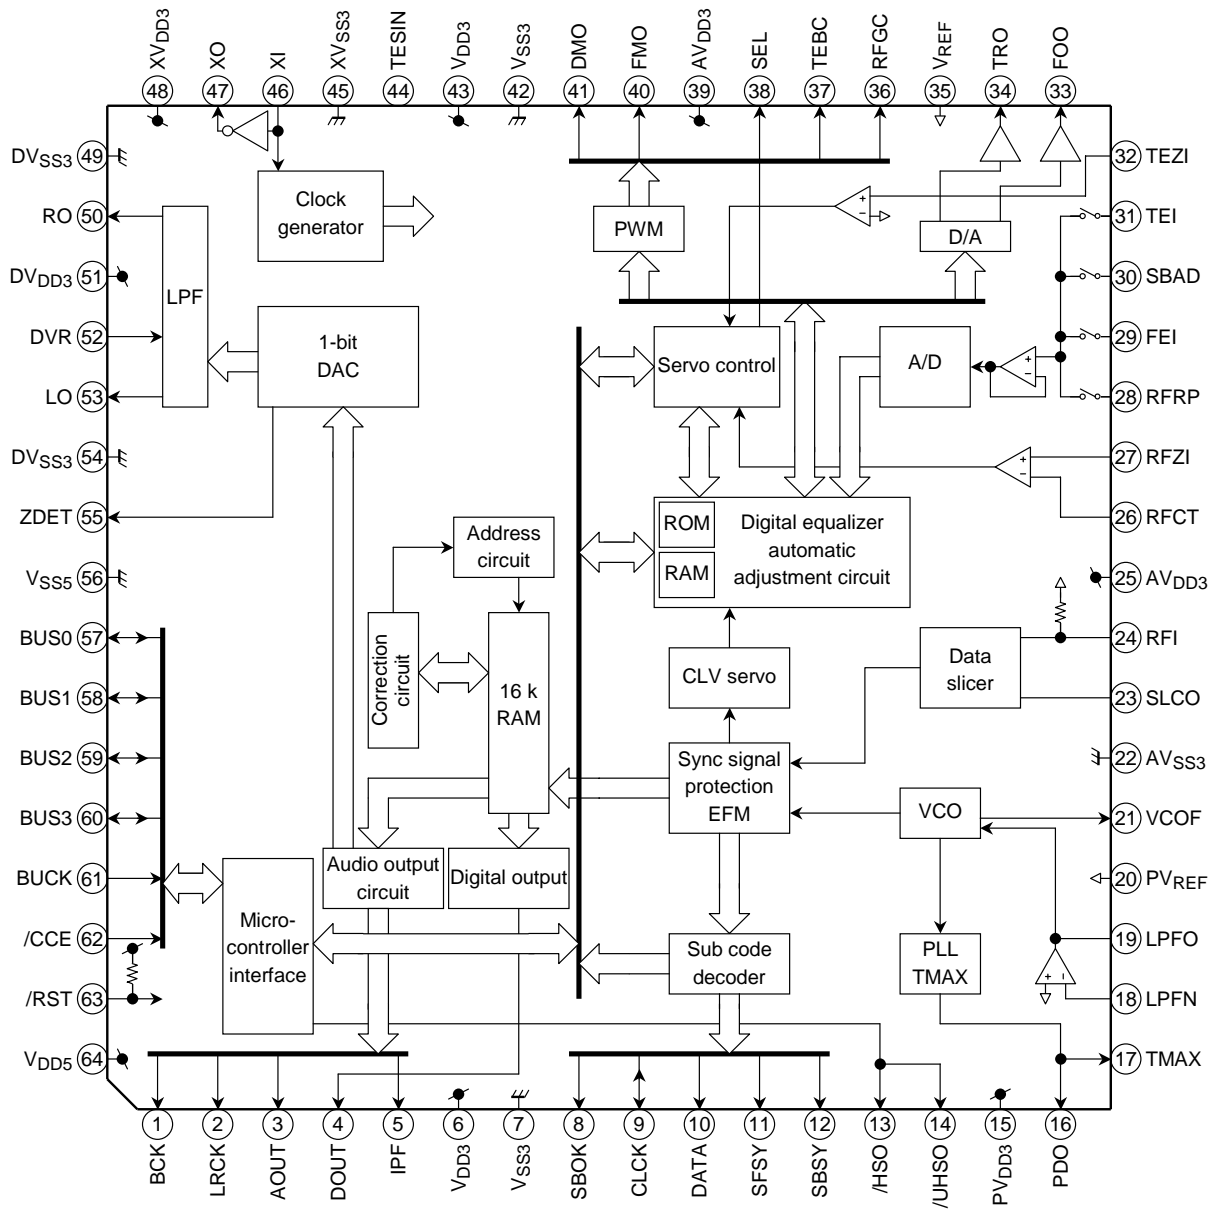 XVDD3
XO
XI
XVSS3
TESIN
VDD3
VSS3
DMO
FMO
AVDD3
SEL
TEBC
RFGC
VREF
TRO
FOO
48
47
46
45
44
43
42
41
40
39
38
37
36
35
34
33
DVSS3 49
RO 50
DVDD3 51
DVR 52
LO 53
DVSS3 54
ZDET 55
VSS5 56
BUS0 57
BUS1 58
BUS2 59
BUS3 60
BUCK 61
/CCE 62
/RST 63
VDD5 64
Clock
generator
LPF
1-bit
DAC
PWM
D/A
+
−
Servo control
A/D
+
−
+
−
ROM
RAM
Digital equalizer
automatic
adjustment circuit
Address
circuit
Correction
circuit
16 k
RAM
CLV servo
Data
slicer
Sync signal
protection
EFM
VCO
Audio output
circuit
Digital output
Micro-
controller
interface
Sub code
decoder
PLL
TMAX
+
−
32 TEZI
31 TEI
30 SBAD
29 FEI
28 RFRP
27 RFZI
26 RFCT
25 AVDD3
24 RFI
23 SLCO
22 AVSS3
21 VCOF
20 PVREF
19 LPFO
18 LPFN
17 TMAX
1
2
3
4
5
6
7
8
9
10
11
12
13
14
15
16
BCK
LRCK
AOUT
DOUT
IPF
VDD3
VSS3
SBOK
CLCK
DATA
SFSY
SBSY
/HSO
/UHSO
PVDD3
PDO